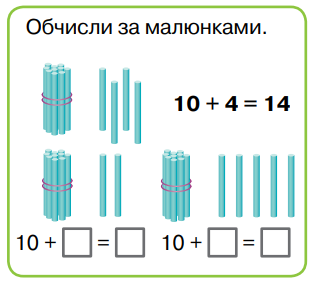 Обчисли за малюнками.
10 + 4 = 14
10 + □ = □ 10 + □ = □